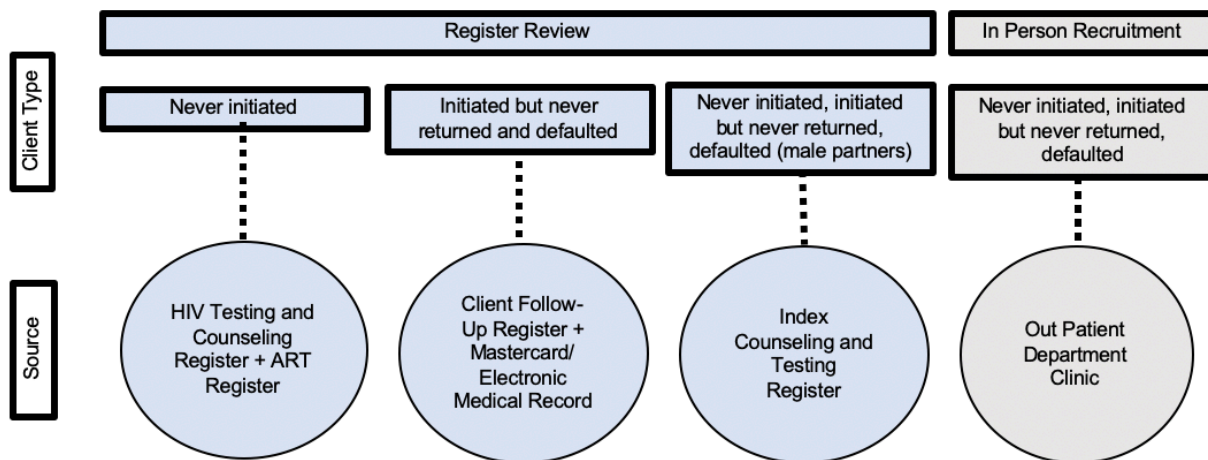 Register Review
In Person Recruitment
Client Type
Never initiated
Initiated but never
returned and defaulted
Never initiated, initiated
but never returned,
defaulted (male partners)
Never initiated, initiated
but never returned,
defaulted
Source
HIV Testing and
Counseling
Register + ART
Register
Client Follow-
Up Register +
Mastercard/
Electronic
Medical Record
Index
Counseling and
Testing
Register
Out Patient
Department
Clinic